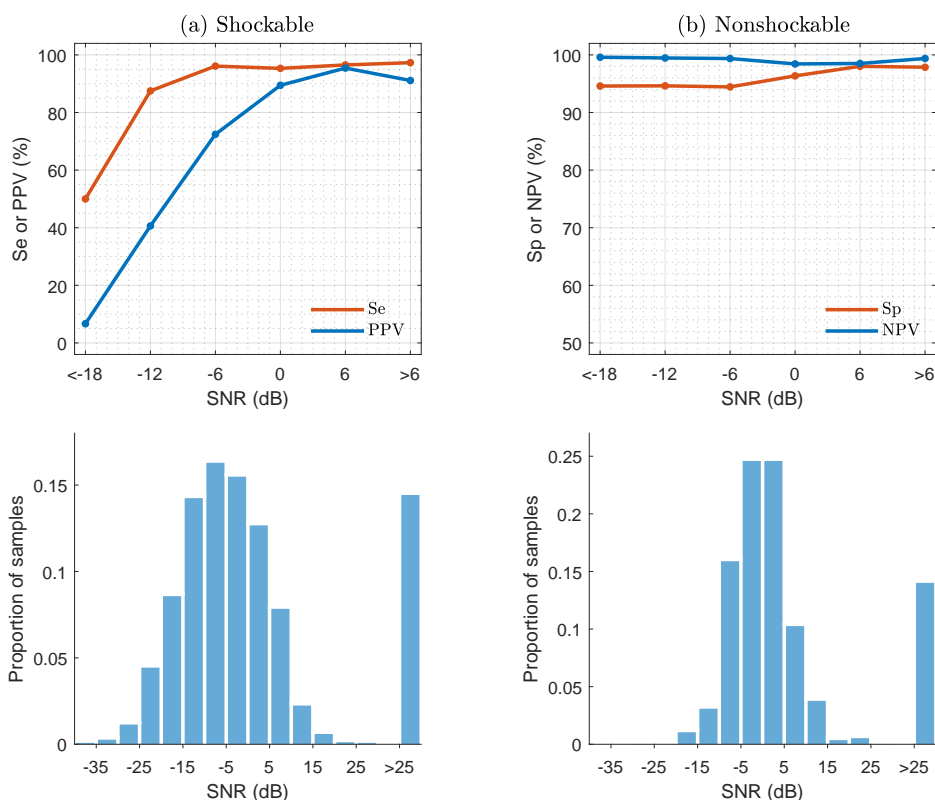 (a) Shockable
100
80
60
40
20
0
Se or PPV (%)
Se
PPV
<-18 -12 -6 0 6 >6
SNR (dB)
(b) Nonshockable
100
90
80
70
60
50
Sp or NPV (%)
Sp
NPV
<-18 -12 -6 0 6 >6
SNR (dB)
0.15
0.1
0.05
0
Proportion of samples
-35 -25 -15 -5 5 15 25 >25
SNR (dB)
0.25
0.2
0.15
0.1
0.05
0
Proportion of samples
-35 -25 -15 -5 5 15 25 >25
SNR (dB)